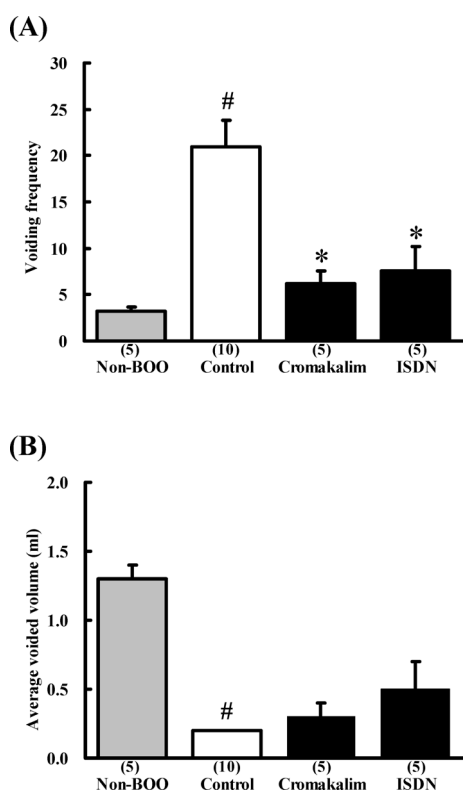 (A)
Voiding frequency
30
25
20
15
10
5
0
#
*
*
(5) (10) (5) (5)
Non-BOO Control Cromakalim ISDN
(B)
Average voided volume (ml)
2.0
1.5
1.0
0.5
0.0
#
(5) (10) (5) (5)
Non-BOO Control Cromakalim ISDN